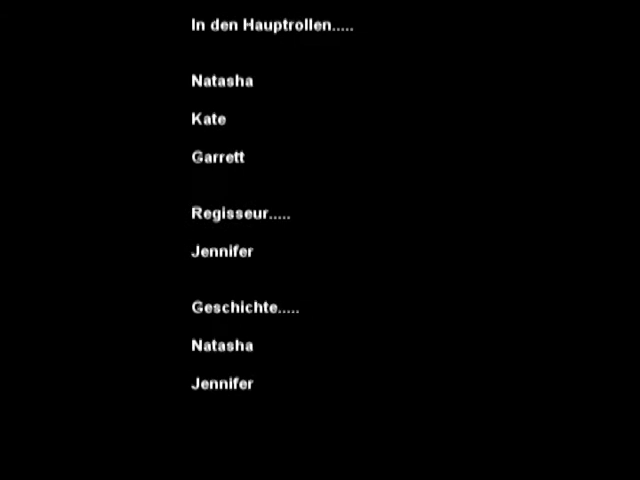 In den Hauptrollen.....
Natasha
Kate
Garrett
Regisseur.....
Jennifer
Geschichte.....
Natasha
Jennifer